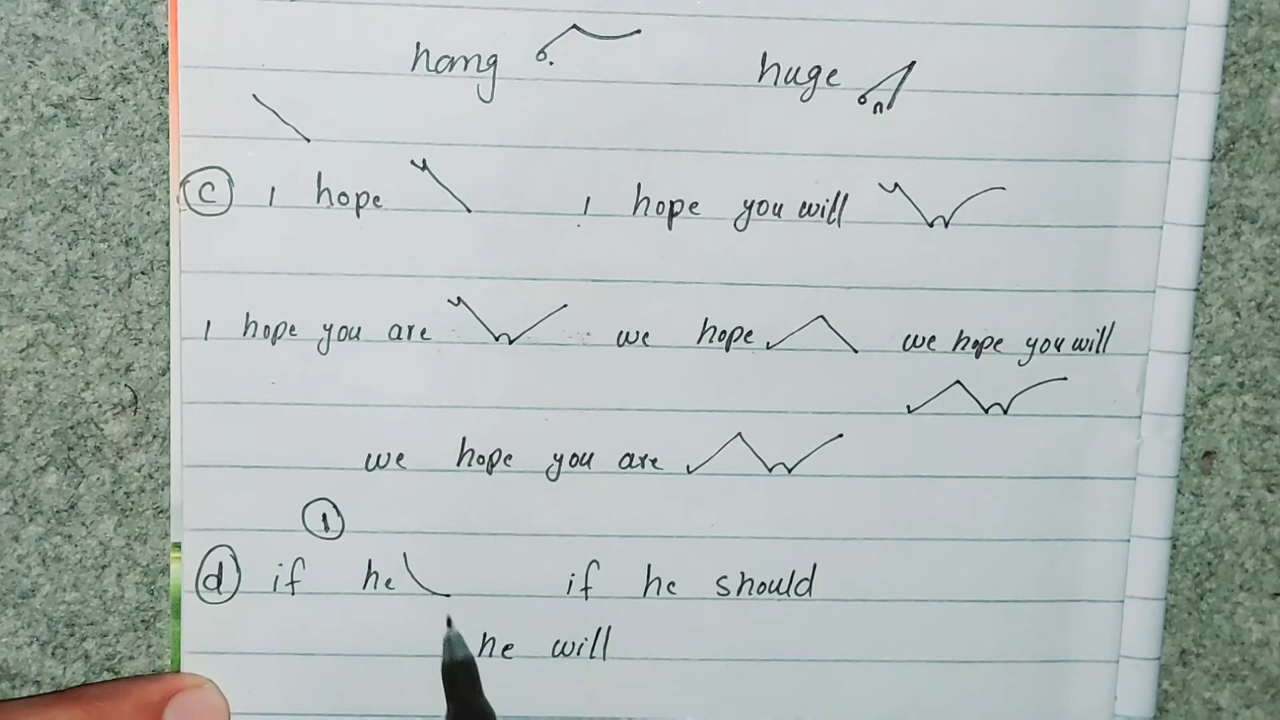 hang huge
ⓒ I hope I hope you will
I hope you are we hope we hope you will
we hope you are
①
ⓓ if he if he should
he will